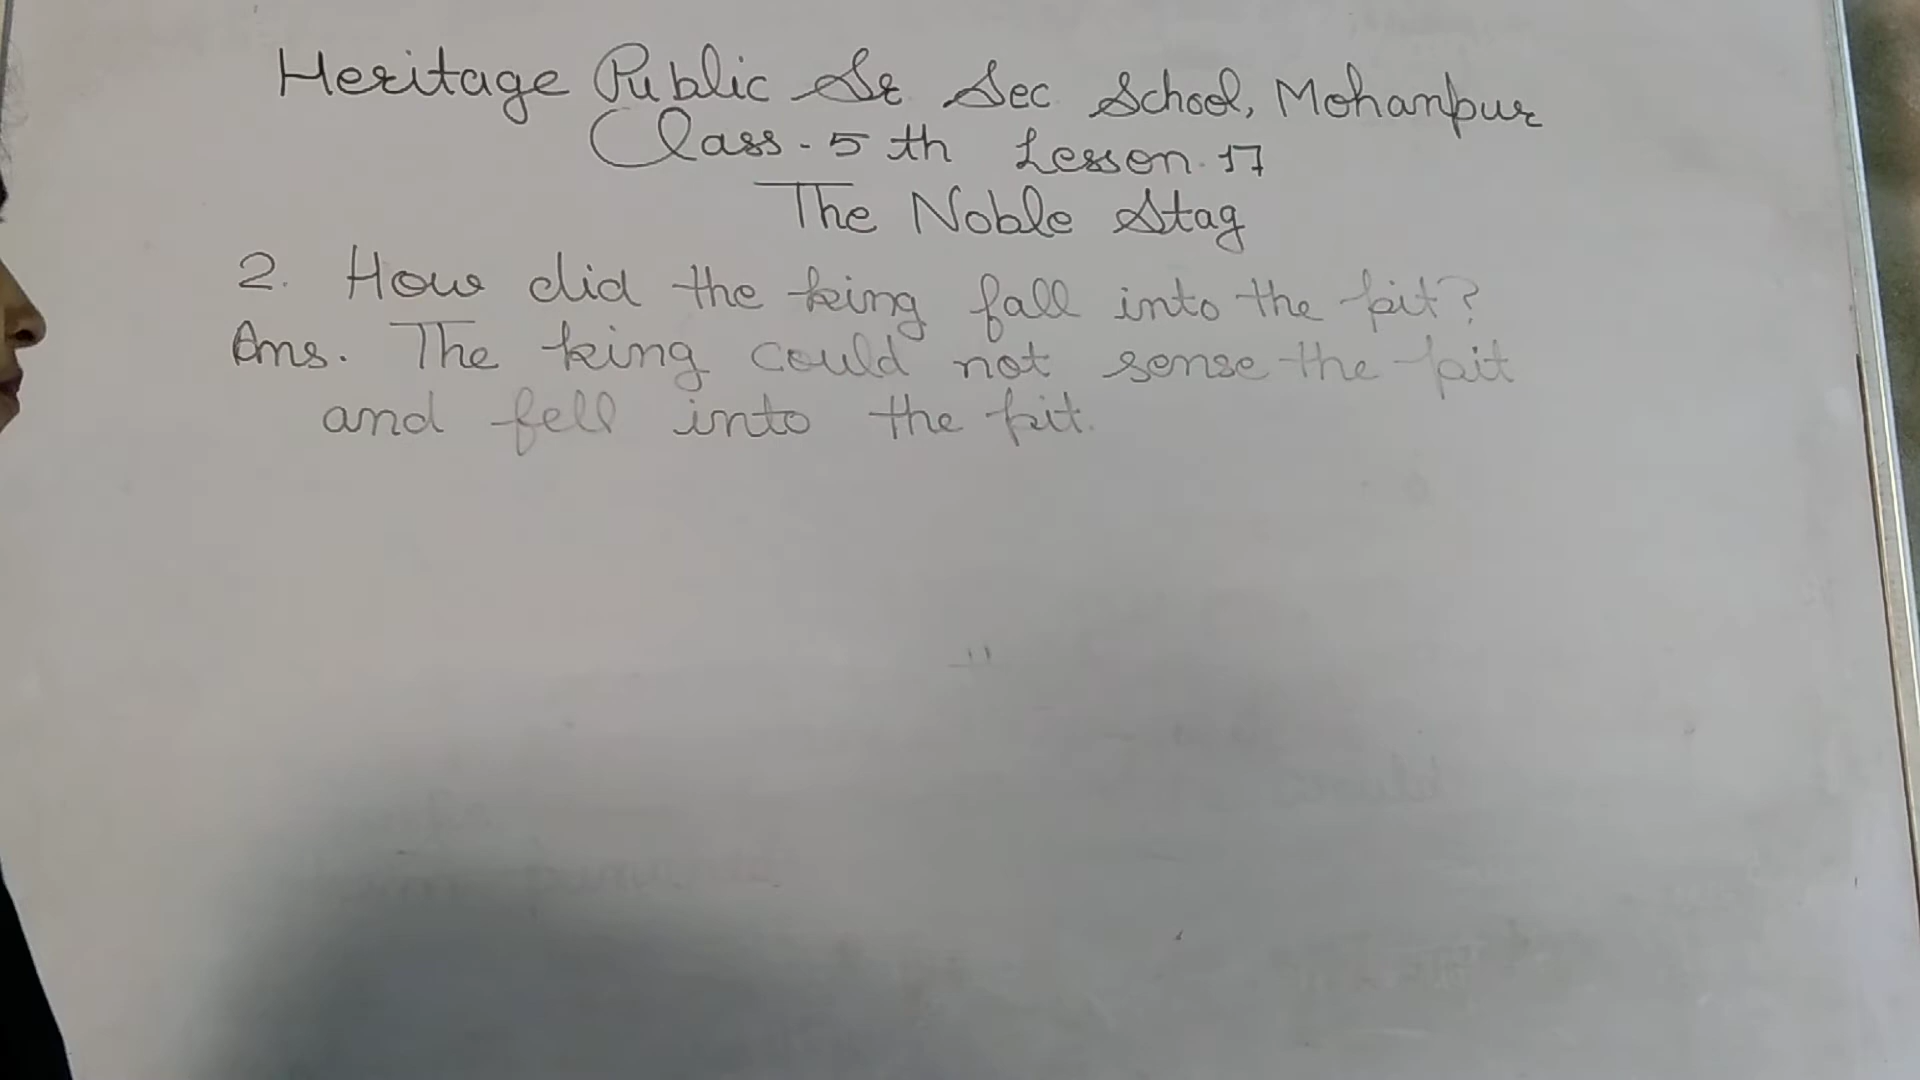 Heritage Public Sr Sec School, Mohanpur
Class - 5 th Lesson. 17
The Noble Stag
2. How did the king fall into the pit?
Ans. The king could not sense the pit
and fell into the pit.